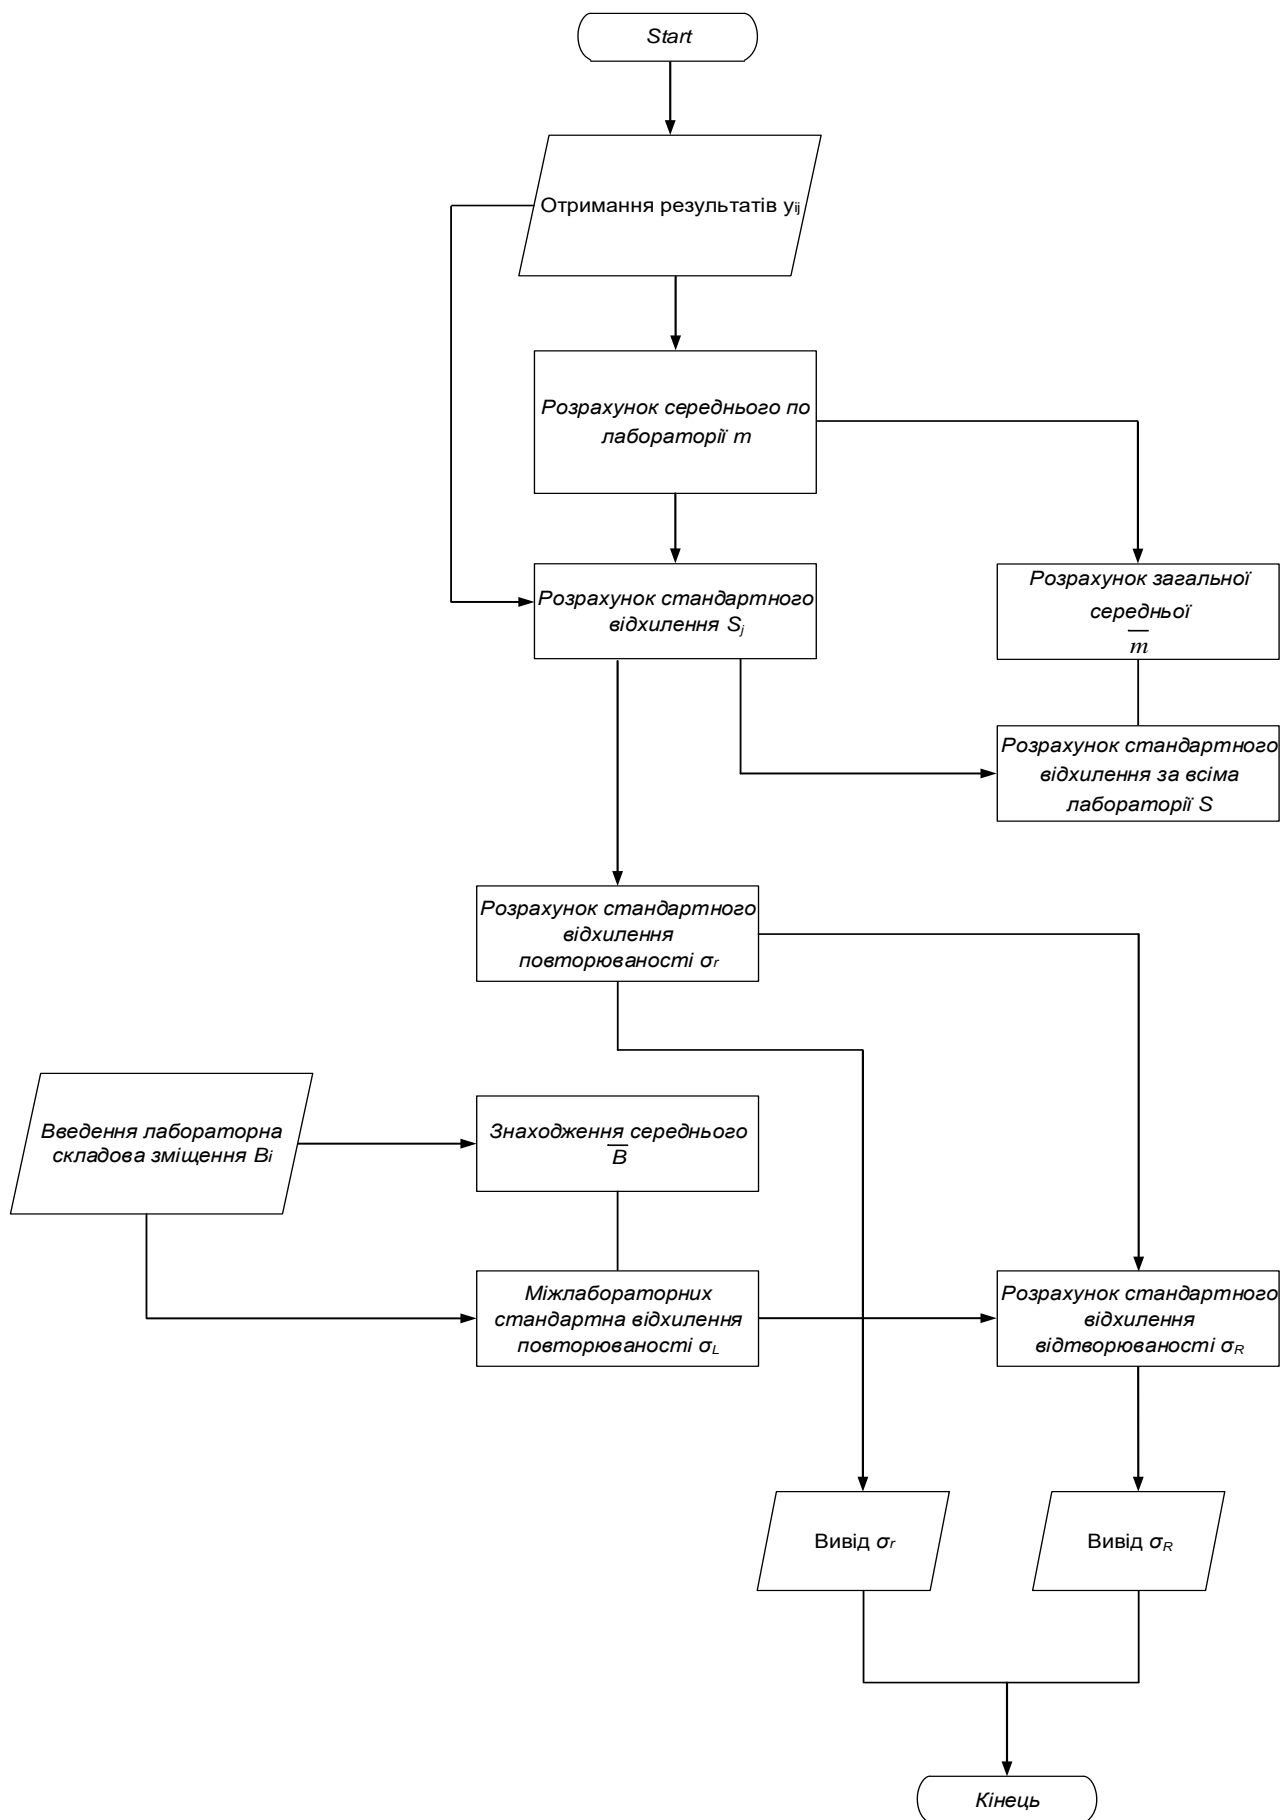 Start
Отримання результатів yij
Розрахунок середнього по
лабораторії m
Розрахунок стандартного
відхилення Sj
Розрахунок загальної
середньої
m̅
Розрахунок стандартного
відхилення за всіма
лабораторії S
Розрахунок стандартного
відхилення
повторюваності σr
Введення лабораторна
складова зміщення Bi
Знаходження середнього
B̅
Міжлабораторних
стандартна відхилення
повторюваності σL
Розрахунок стандартного
відхилення
відтворюваності σR
Вивід σr
Вивід σR
Кінець